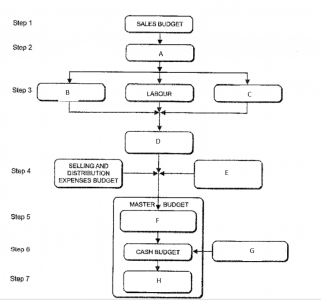 Step 1
SALES BUDGET
Step 2
A
Step 3
B
LABOUR
C
D
Step 4
SELLING AND
DISTRIBUTION
EXPENSES BUDGET
E
MASTER BUDGET
Step 5
F
Step 6
CASH BUDGET
G
Step 7
H